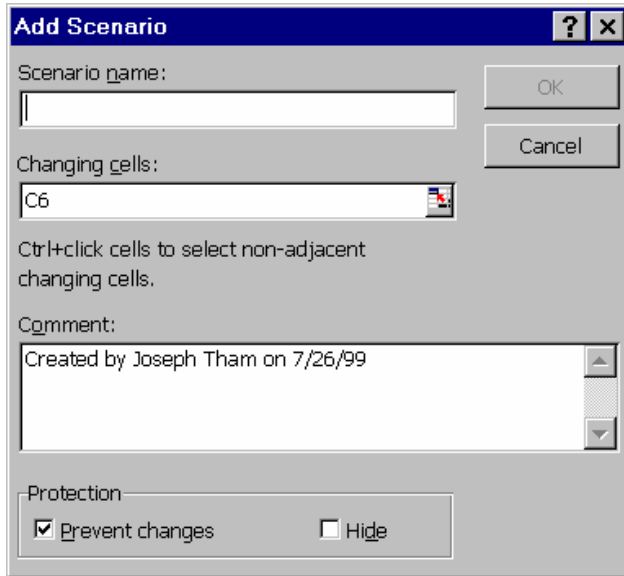 Add Scenario
?
Scenario name:
OK
Cancel
Changing cells:
C6
Ctrl+click cells to select non-adjacent
changing cells.
Comment:
Created by Joseph Tham on 7/26/99
Protection
Prevent changes
Hide